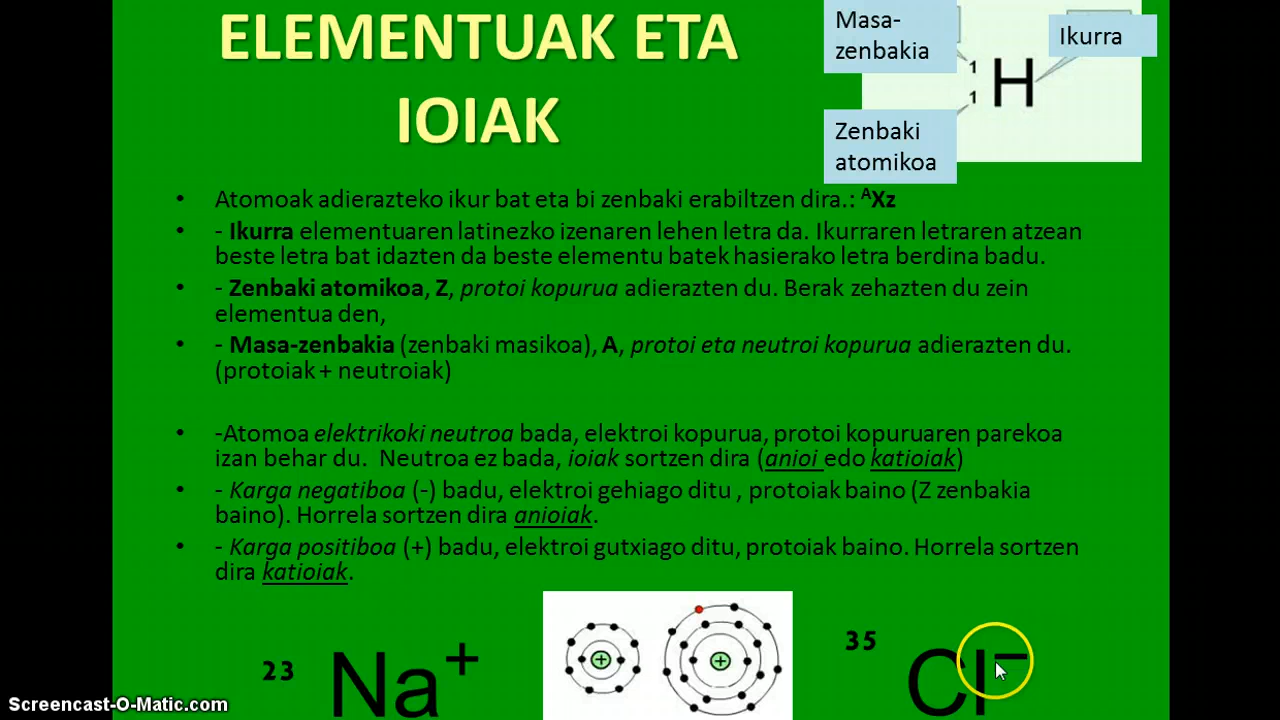 ELEMENTUAK ETA
IOIAK
Masa-
zenbakia
Ikurra
1
H
1
Zenbaki
atomikoa
• Atomoak adierazteko ikur bat eta bi zenbaki erabiltzen dira.: ᴬXz
• - Ikurra elementuaren latinezko izenaren lehen letra da. Ikurraren letraren atzean
beste letra bat idazten da beste elementu batek hasierako letra berdina badu.
• - Zenbaki atomikoa, Z, protoi kopurua adierazten du. Berak zehazten du zein
elementua den,
• - Masa-zenbakia (zenbaki masikoa), A, protoi eta neutroi kopurua adierazten du.
(protoiak + neutroiak)
• -Atomoa elektrikoki neutroa bada, elektroi kopurua, protoi kopuruaren parekoa
izan behar du. Neutroa ez bada, ioiak sortzen dira (anioi edo katioiak)
• - Karga negatiboa (-) badu, elektroi gehiago ditu , protoiak baino (Z zenbakia
baino). Horrela sortzen dira anioiak.
• - Karga positiboa (+) badu, elektroi gutxiago ditu, protoiak baino. Horrela sortzen
dira katioiak.
23 Na⁺
+ +
35 Cl⁻
Screencast-O-Matic.com